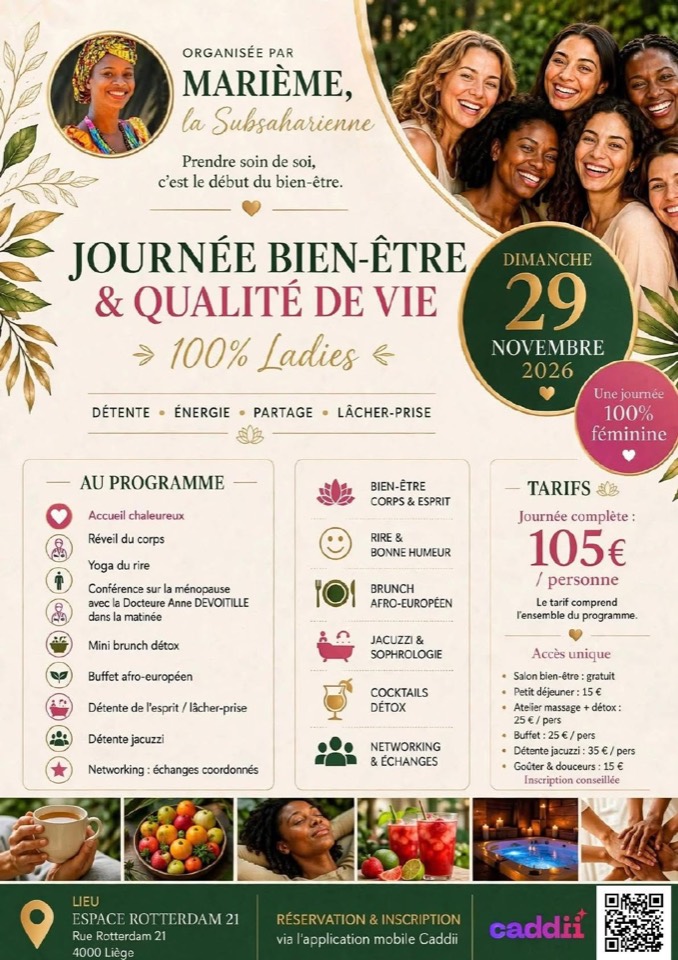 ORGANISÉE PAR
MARIÈME,
la Subsaharienne
Prendre soin de soi,
c'est le début du bien-être.
JOURNÉE BIEN-ÊTRE
& QUALITÉ DE VIE
100% Ladies
DIMANCHE
29
NOVEMBRE
2026
Une journée
100%
féminine
DÉTENTE • ÉNERGIE • PARTAGE • LÂCHER-PRISE
AU PROGRAMME
Accueil chaleureux
Réveil du corps
Yoga du rire
Conférence sur la ménopause
avec la Docteure Anne DEVOITILLE
dans la matinée
Mini brunch détox
Buffet afro-européen
Détente de l'esprit / lâcher-prise
Détente jacuzzi
Networking : échanges coordonnés
BIEN-ÊTRE
CORPS & ESPRIT
RIRE &
BONNE HUMEUR
BRUNCH
AFRO-EUROPÉEN
JACUZZI &
SOPHROLOGIE
COCKTAILS
DÉTOX
NETWORKING
& ÉCHANGES
TARIFS
Journée complète :
105€
/ personne
Le tarif comprend
l'ensemble du programme.
Accès unique
• Salon bien-être : gratuit
• Petit déjeuner : 15 €
• Atelier massage + détox :
25 € / pers
• Buffet : 25 € / pers
• Détente jacuzzi : 35 € / pers
• Goûter & douceurs : 15 €
Inscription conseillée
LIEU
ESPACE ROTTERDAM 21
Rue Rotterdam 21
4000 Liège
RÉSERVATION & INSCRIPTION
via l'application mobile Caddii
caddii